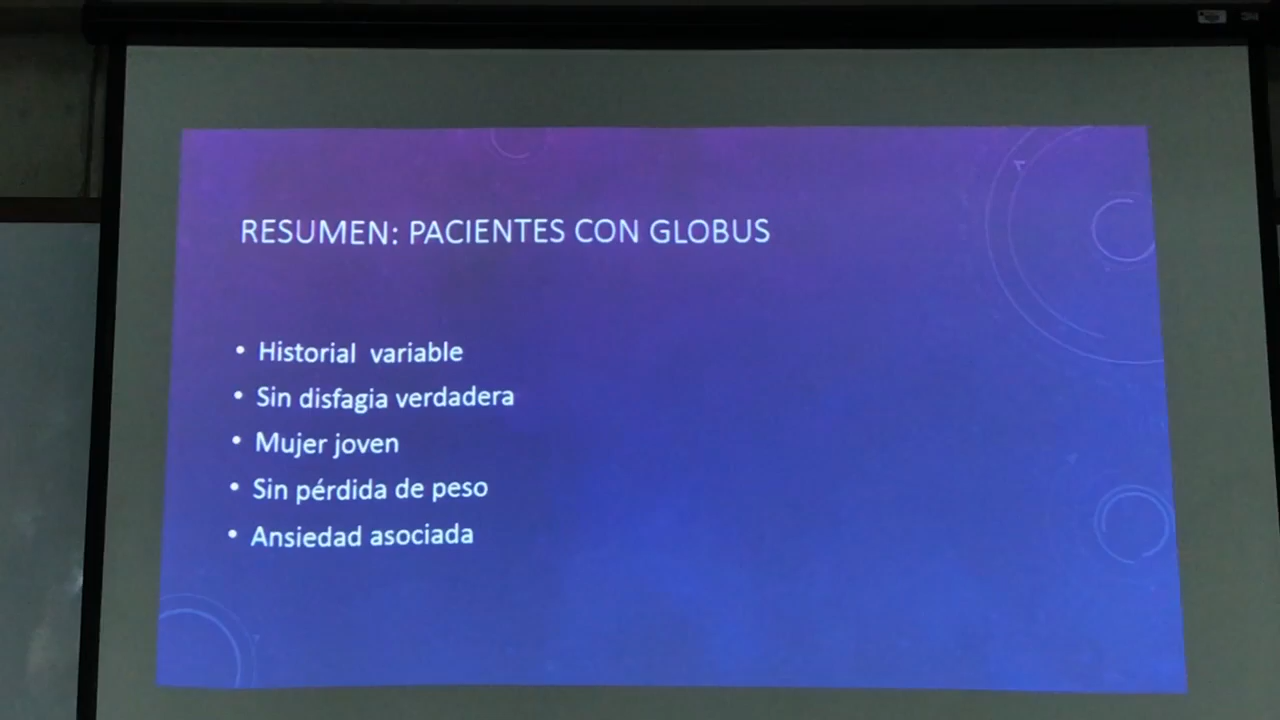 RESUMEN: PACIENTES CON GLOBUS
• Historial variable
• Sin disfagia verdadera
• Mujer joven
• Sin pérdida de peso
• Ansiedad asociada